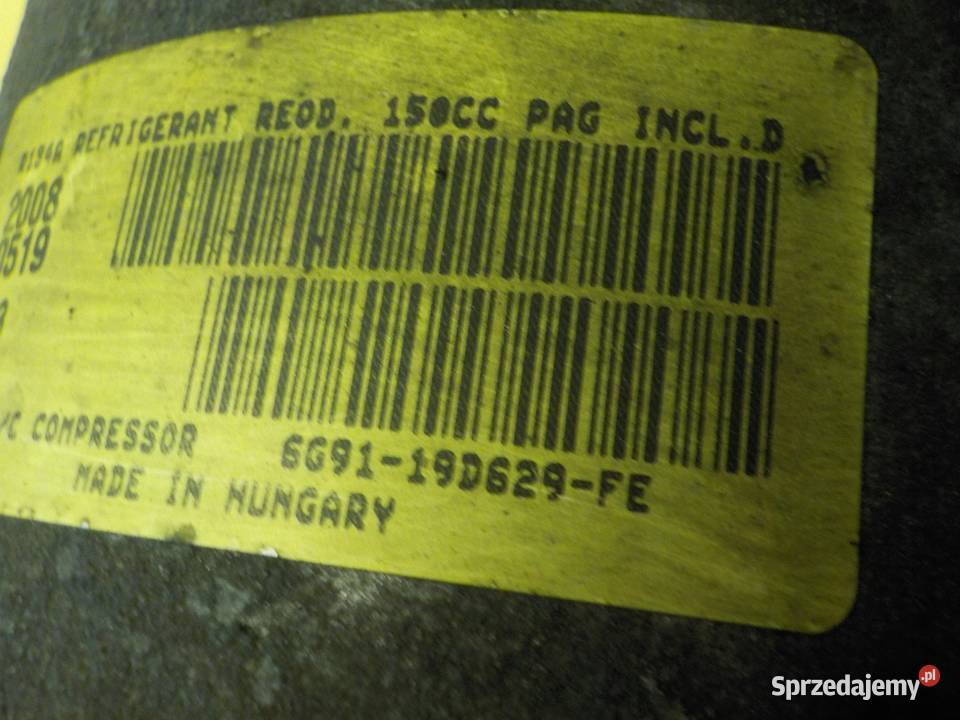 R134A REFRIGERANT REQD. 150CC PAG INCL.D
2008
0519
/C COMPRESSOR 6G91-19D629-FE
MADE IN HUNGARY
Sprzedajemy.pl